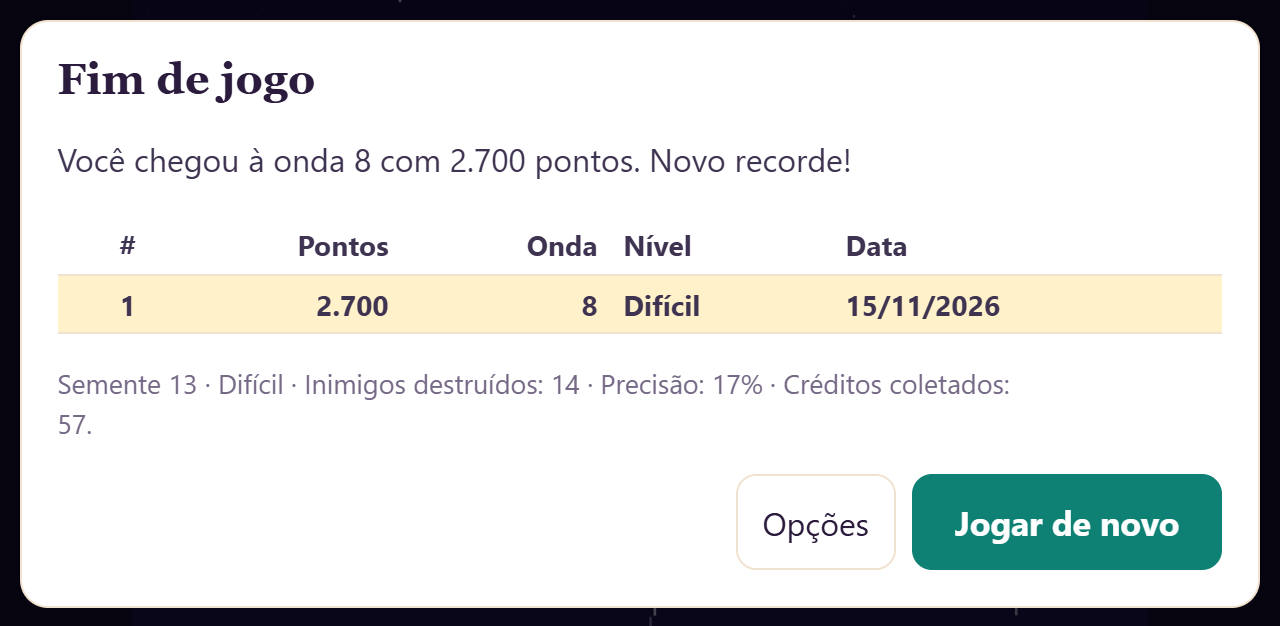 Fim de jogo
Você chegou à onda 8 com 2.700 pontos. Novo recorde!
# Pontos Onda Nível Data
1 2.700 8 Difícil 15/11/2026
Semente 13 · Difícil · Inimigos destruídos: 14 · Precisão: 17% · Créditos coletados:
57.
Opções Jogar de novo